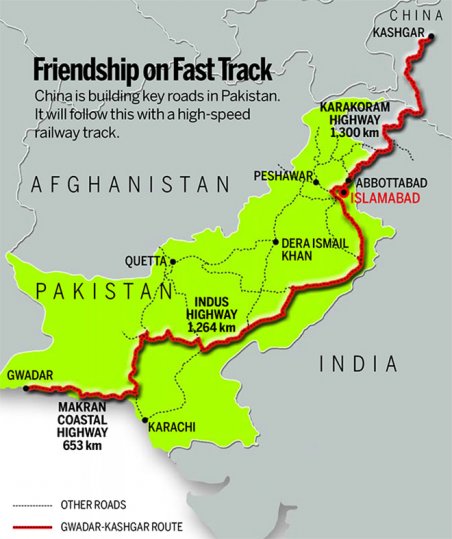 CHINA
KASHGAR
Friendship on Fast Track
China is building key roads in Pakistan.
It will follow this with a high-speed
railway track.
KARAKORAM
HIGHWAY
1,300 km
AFGHANISTAN
PESHAWAR
ABBOTTABAD
ISLAMABAD
DERA ISMAIL
KHAN
QUETTA
PAKISTAN
INDUS
HIGHWAY
1,264 km
INDIA
GWADAR
MAKRAN
COASTAL
HIGHWAY
653 km
KARACHI
OTHER ROADS
GWADAR-KASHGAR ROUTE